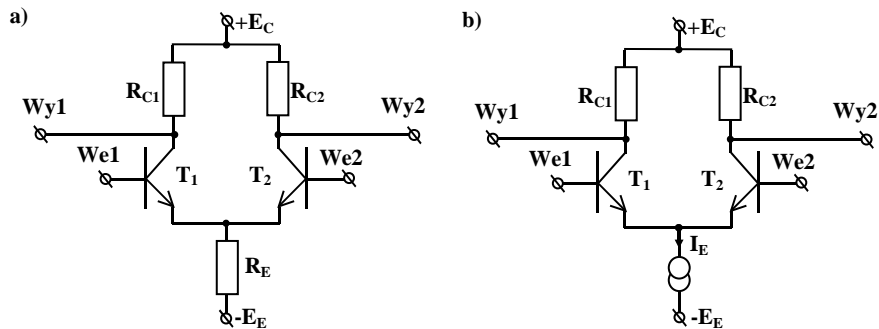 a)
+E_C
R_C1
R_C2
Wy1
Wy2
We1
We2
T_1
T_2
R_E
-E_E
b)
+E_C
R_C1
R_C2
Wy1
Wy2
We1
We2
T_1
T_2
I_E
-E_E